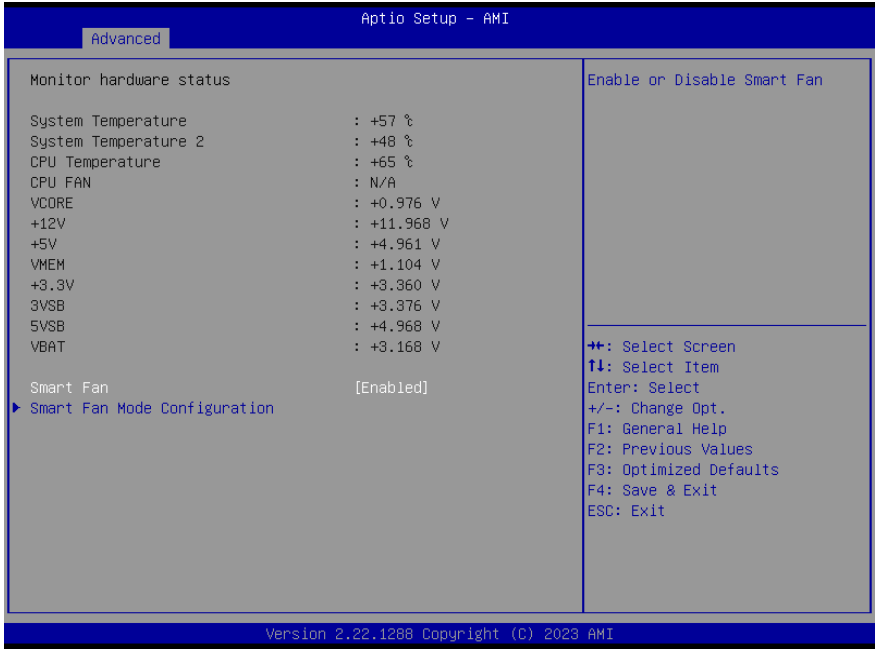 Aptio Setup – AMI
Advanced
Monitor hardware status
System Temperature : +57 ℃
System Temperature 2 : +48 ℃
CPU Temperature : +65 ℃
CPU FAN : N/A
VCORE : +0.976 V
+12V : +11.968 V
+5V : +4.961 V
VMEM : +1.104 V
+3.3V : +3.360 V
3VSB : +3.376 V
5VSB : +4.968 V
VBAT : +3.168 V
Smart Fan [Enabled]
Smart Fan Mode Configuration
Enable or Disable Smart Fan
→←: Select Screen
↑↓: Select Item
Enter: Select
+/-: Change Opt.
F1: General Help
F2: Previous Values
F3: Optimized Defaults
F4: Save & Exit
ESC: Exit
Version 2.22.1288 Copyright (C) 2023 AMI